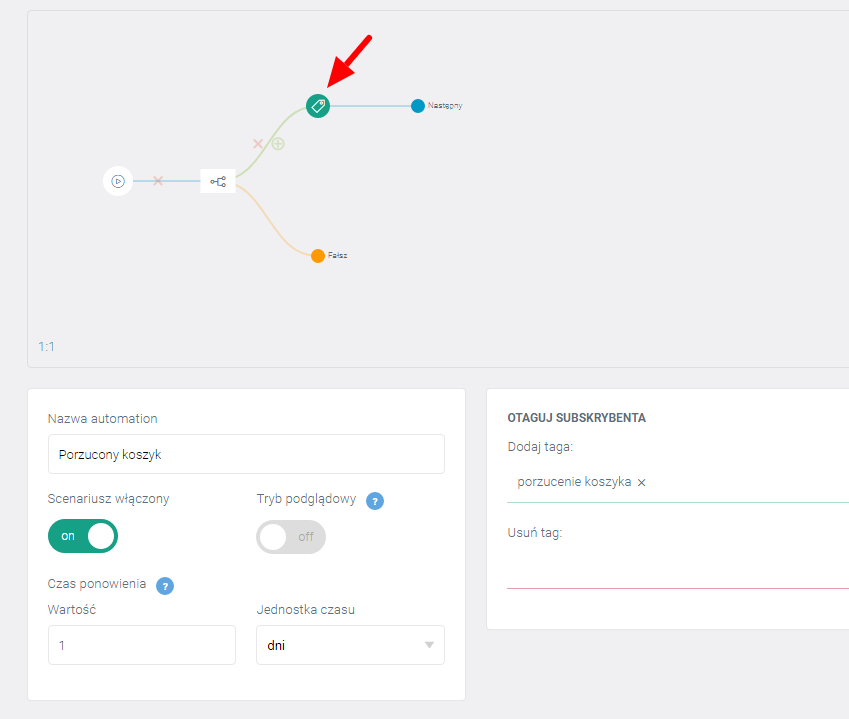 Następny
Fałsz
1:1
Nazwa automation
Porzucony koszyk
Scenariusz włączony
Tryb podglądowy ?
on
off
Czas ponowienia ?
Wartość
Jednostka czasu
1
dni
OTAGUJ SUBSKRYBENTA
Dodaj taga:
porzucenie koszyka ×
Usuń tag: